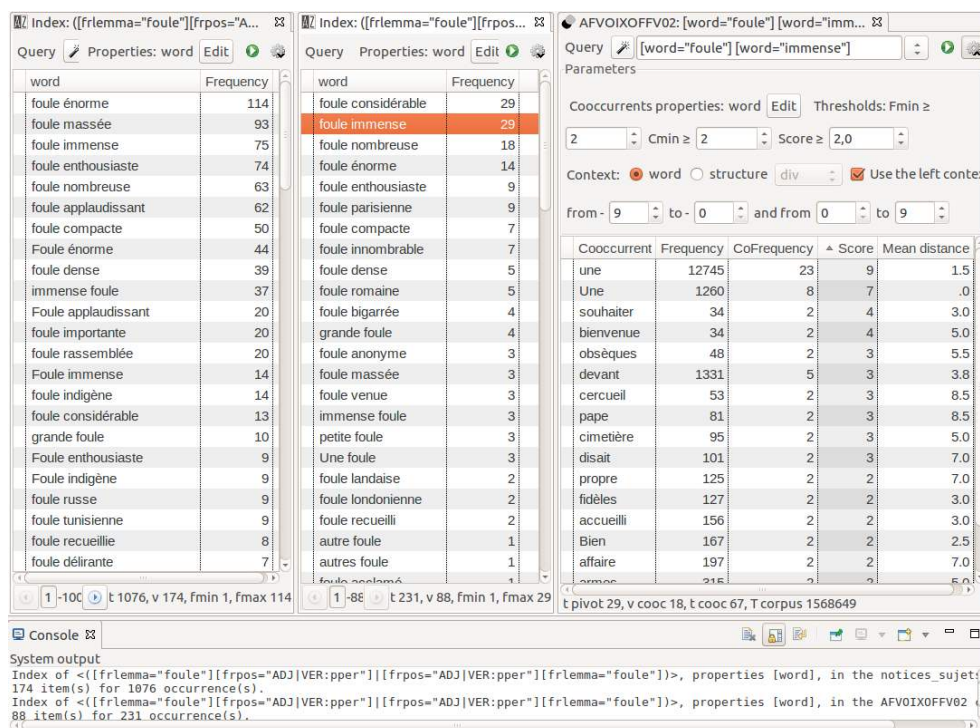 Index: ([frlemma="foule"][frpos="A...
Query Properties: word Edit
word Frequency
foule énorme 114
foule massée 93
foule immense 75
foule enthousiaste 74
foule nombreuse 63
foule applaudissant 62
foule compacte 50
Foule énorme 44
foule dense 39
immense foule 37
Foule applaudissant 20
foule importante 20
foule rassemblée 20
Foule immense 14
foule indigène 14
foule considérable 13
grande foule 10
Foule enthousiaste 9
Foule indigène 9
foule russe 9
foule tunisienne 9
foule recueillie 8
foule délirante 7
1 -100 t 1076, v 174, fmin 1, fmax 114
Index: ([frlemma="foule"][frpos...
Query Properties: word Edit
word Frequency
foule considérable 29
foule immense 29
foule nombreuse 18
foule énorme 14
foule enthousiaste 9
foule parisienne 9
foule compacte 7
foule innombrable 7
foule dense 5
foule romaine 5
foule bigarrée 4
grande foule 4
foule anonyme 3
foule massée 3
foule venue 3
immense foule 3
petite foule 3
Une foule 3
foule landaise 2
foule londonienne 2
foule recueilli 2
autre foule 1
autres foule 1
foule acclamé 1
1 -88 t 231, v 88, fmin 1, fmax 29
AFVOIXOFFV02: [word="foule"] [word="imm...
Query [word="foule"] [word="immense"]
Parameters
Cooccurrents properties: word Edit Thresholds: Fmin ≥
2 Cmin ≥ 2 Score ≥ 2,0
Context: word structure div Use the left contex
from - 9 to - 0 and from 0 to 9
Cooccurrent Frequency CoFrequency Score Mean distance
une 12745 23 9 1.5
Une 1260 8 7 .0
souhaiter 34 2 4 3.0
bienvenue 34 2 4 5.0
obsèques 48 2 3 5.5
devant 1331 5 3 3.8
cercueil 53 2 3 8.5
pape 81 2 3 8.5
cimetière 95 2 3 5.0
disait 101 2 3 7.0
propre 125 2 2 7.0
fidèles 127 2 2 3.0
accueilli 156 2 2 3.0
Bien 167 2 2 2.5
affaire 197 2 2 7.0
armes 315 2 2 5.0
t pivot 29, v cooc 18, t cooc 67, T corpus 1568649
Console
System output
Index of <([frlemma="foule"][frpos="ADJ|VER:pper"]|[frpos="ADJ|VER:pper"][frlemma="foule"])>, properties [word], in the notices_sujets
174 item(s) for 1076 occurrence(s).
Index of <([frlemma="foule"][frpos="ADJ|VER:pper"]|[frpos="ADJ|VER:pper"][frlemma="foule"])>, properties [word], in the AFVOIXOFFV02
88 item(s) for 231 occurrence(s).